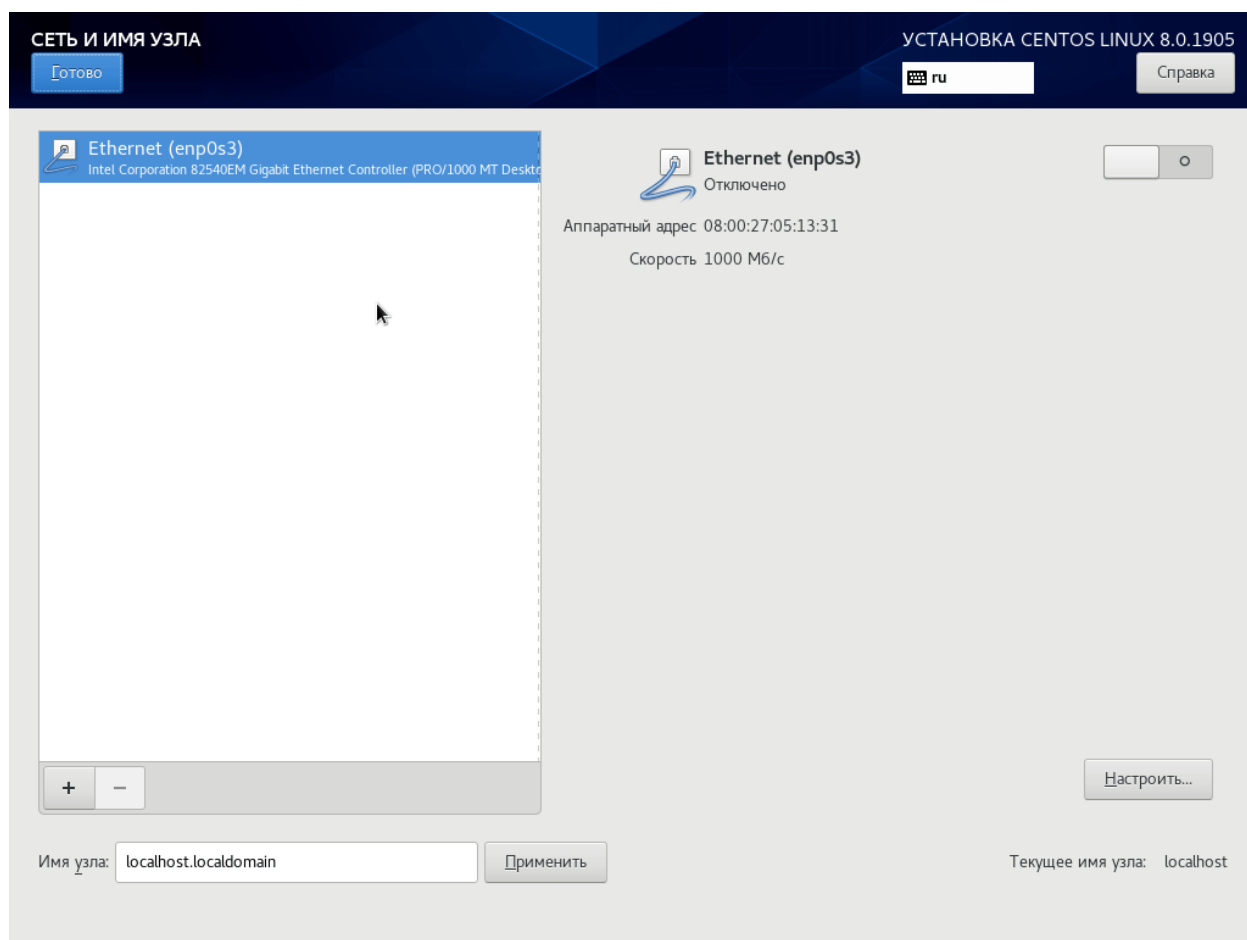 СЕТЬ И ИМЯ УЗЛА
Готово
УСТАНОВКА CENTOS LINUX 8.0.1905
ru
Справка
Ethernet (enp0s3)
Intel Corporation 82540EM Gigabit Ethernet Controller (PRO/1000 MT Deskto
Ethernet (enp0s3)
Отключено
Аппаратный адрес 08:00:27:05:13:31
Скорость 1000 Мб/с
+ −
Настроить...
Имя узла: localhost.localdomain Применить
Текущее имя узла: localhost